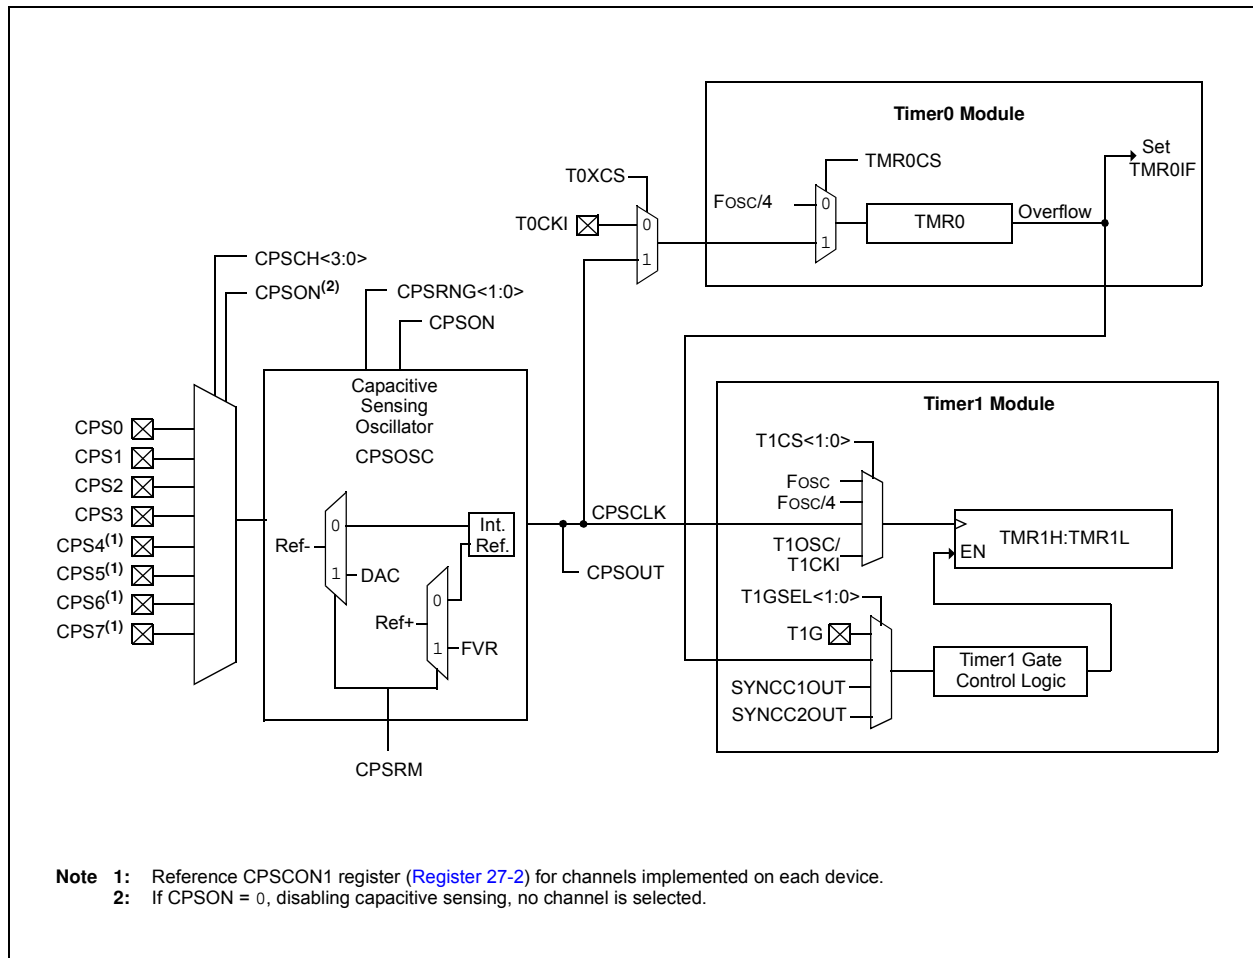 Timer0 Module
Set
TMR0IF
TMR0CS
T0XCS
FOSC/4
0
1
TMR0
Overflow
T0CKI
0
1
CPSCH<3:0>
CPSON(2)
CPSRNG<1:0>
CPSON
Capacitive
Sensing
Oscillator
CPSOSC
Timer1 Module
CPS0
CPS1
CPS2
CPS3
CPS4(1)
CPS5(1)
CPS6(1)
CPS7(1)
T1CS<1:0>
FOSC
FOSC/4
T1OSC/
T1CKI
TMR1H:TMR1L
EN
CPSCLK
CPSOUT
0
1
Ref-
DAC
Int.
Ref.
0
1
Ref+
FVR
T1GSEL<1:0>
T1G
SYNCC1OUT
SYNCC2OUT
Timer1 Gate
Control Logic
CPSRM
Note 1: Reference CPSCON1 register (Register 27-2) for channels implemented on each device.
2: If CPSON = 0, disabling capacitive sensing, no channel is selected.